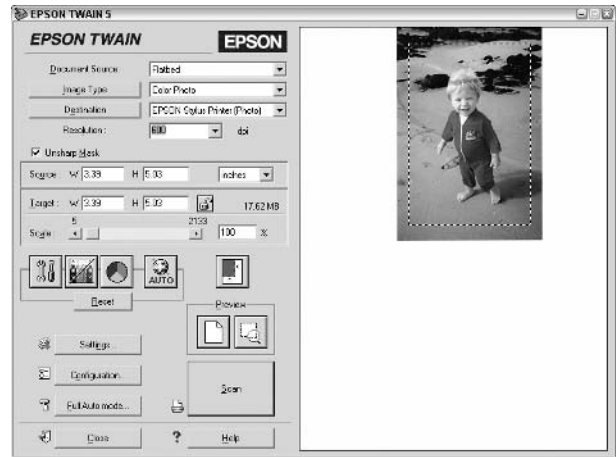 EPSON TWAIN 5
EPSON TWAIN
EPSON
Document Source
Flatbed
Image Type
Color Photo
Destination
EPSON Stylus Printer (Photo)
Resolution :
600
dpi
Unsharp Mask
Source : W 3.39 H 5.03 inches
Target : W 3.39 H 5.03 17.62 MB
5 2133
Scale 100 %
AUTO
Reset
Preview
Settings...
Configuration...
Full Auto mode...
Scan
Close
Help